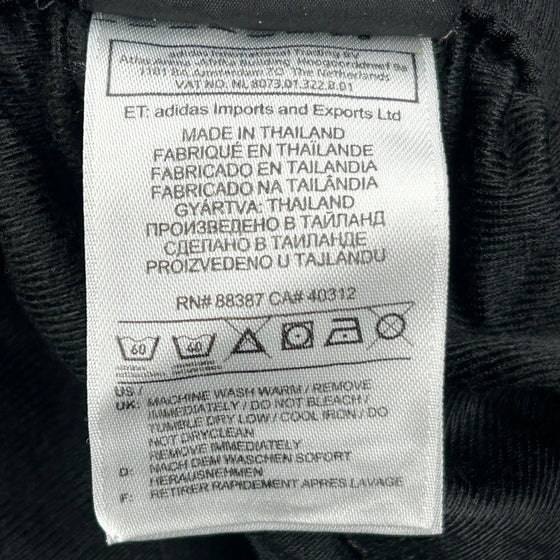 adidas International Trading BV
Atlas Arena, Afrika Building, Hoogoorddreef 9a
1101 BA, Amsterdam ZO, The Netherlands
VAT NO. NL 8073.01.322.B.01
ET: adidas Imports and Exports Ltd
MADE IN THAILAND
FABRIQUÉ EN THAÏLANDE
FABRICADO EN TAILANDIA
FABRICADO NA TAILÂNDIA
GYÁRTVA: THAILAND
ПРОИЗВЕДЕНО В ТАЙЛАНД
СДЕЛАНО В ТАИЛАНДЕ
PROIZVEDENO U TAJLANDU
RN# 88387 CA# 40312
60 60
US /
UK: MACHINE WASH WARM / REMOVE
IMMEDIATELY / DO NOT BLEACH /
TUMBLE DRY LOW / COOL IRON / DO
NOT DRYCLEAN
REMOVE IMMEDIATELY
D: NACH DEM WASCHEN SOFORT
HERAUSNEHMEN
F: RETIRER RAPIDEMENT APRÈS LAVAGE